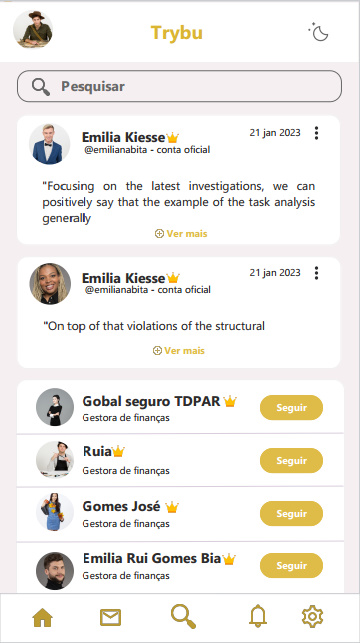 Trybu
Pesquisar
Emilia Kiesse
21 jan 2023
@emilianabita - conta oficial
"Focusing on the latest investigations, we can
positively say that the example of the task analysis
generally
Ver mais
Emilia Kiesse
21 jan 2023
@emilianabita - conta oficial
"On top of that violations of the structural
Ver mais
Gobal seguro TDPAR
Gestora de finanças
Seguir
Ruia
Gestora de finanças
Seguir
Gomes José
Gestora de finanças
Seguir
Emilia Rui Gomes Bia
Gestora de finanças
Seguir